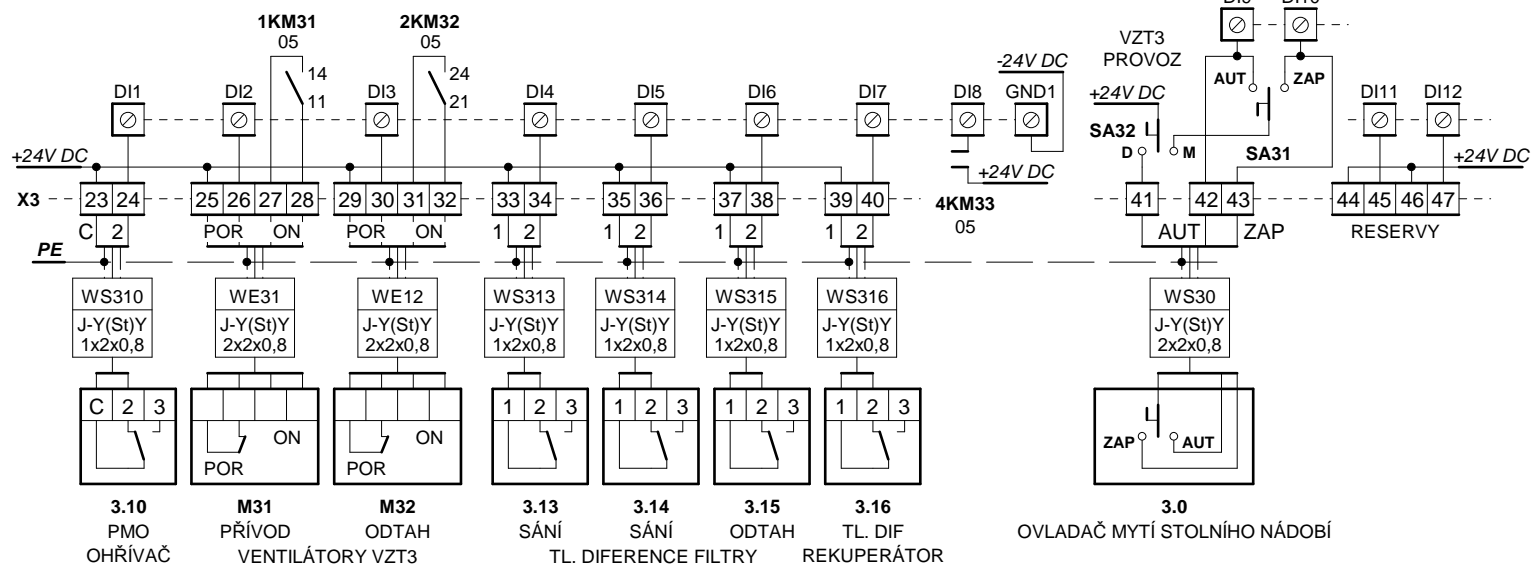 DI9 DI10
1KM31 2KM32
05 05
VZT3
PROVOZ
-24V DC
14 24
11 21
AUT ZAP
DI1 DI2 DI3 DI4 DI5 DI6 DI7 DI8 GND1 +24V DC DI11 DI12
SA32
D M SA31
+24V DC +24V DC +24V DC
X3 23 24 25 26 27 28 29 30 31 32 33 34 35 36 37 38 39 40 41 42 43 44 45 46 47
4KM33
05
C 2 POR ON POR ON 1 2 1 2 1 2 1 2 AUT ZAP RESERVY
PE
WS310 WE31 WE12 WS313 WS314 WS315 WS316 WS30
J-Y(St)Y J-Y(St)Y J-Y(St)Y J-Y(St)Y J-Y(St)Y J-Y(St)Y J-Y(St)Y J-Y(St)Y
1x2x0,8 2x2x0,8 2x2x0,8 1x2x0,8 1x2x0,8 1x2x0,8 1x2x0,8 2x2x0,8
C 2 3 1 2 3 1 2 3 1 2 3 1 2 3
ON ON ZAP AUT
POR POR
3.10 M31 M32 3.13 3.14 3.15 3.16 3.0
PMO PŘÍVOD ODTAH SÁNÍ SÁNÍ ODTAH TL. DIF OVLADAČ MYTÍ STOLNÍHO NÁDOBÍ
OHŘÍVAČ VENTILÁTORY VZT3 TL. DIFERENCE FILTRY REKUPERÁTOR